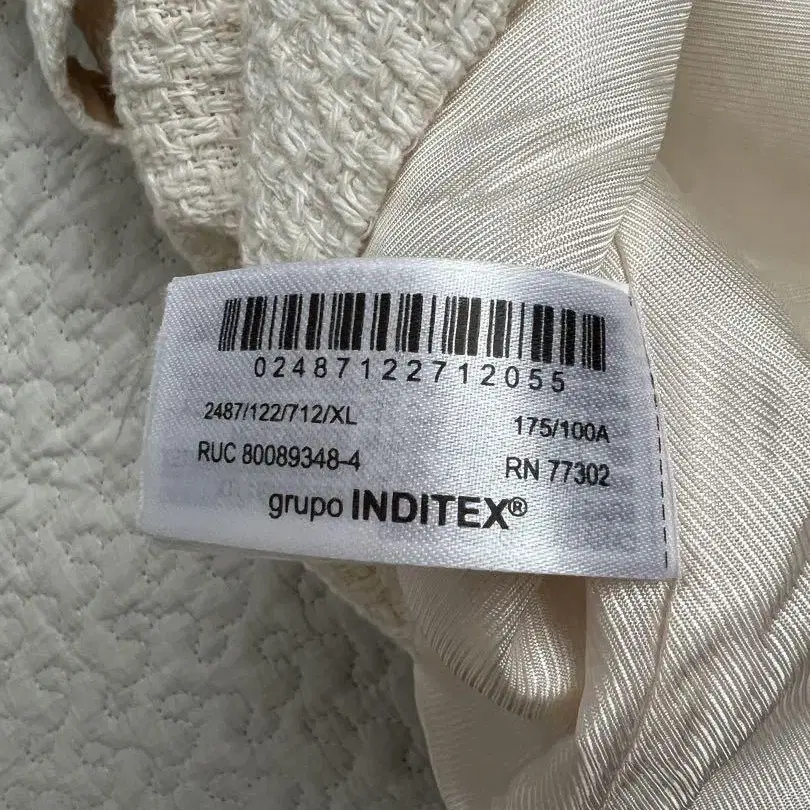 02487122712055
2487/122/712/XL 175/100A
RUC 80089348-4 RN 77302
grupo INDITEX®